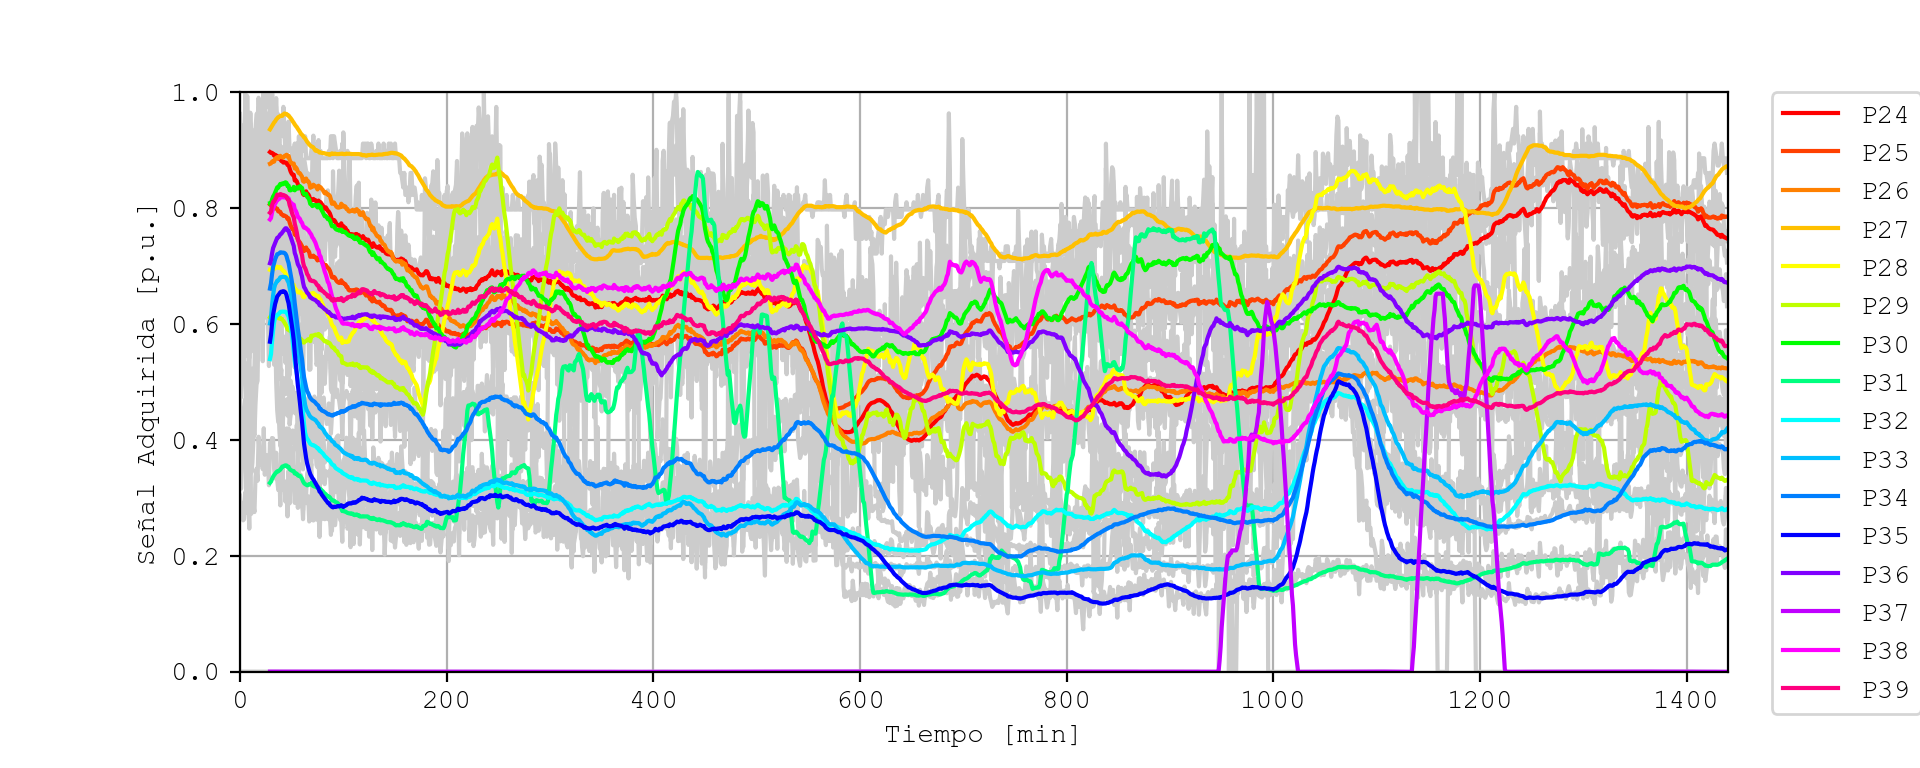 1.0
0.8
0.6
0.4
0.2
0.0
Señal Adquirida [p.u.]
0 200 400 600 800 1000 1200 1400
Tiempo [min]
P24
P25
P26
P27
P28
P29
P30
P31
P32
P33
P34
P35
P36
P37
P38
P39